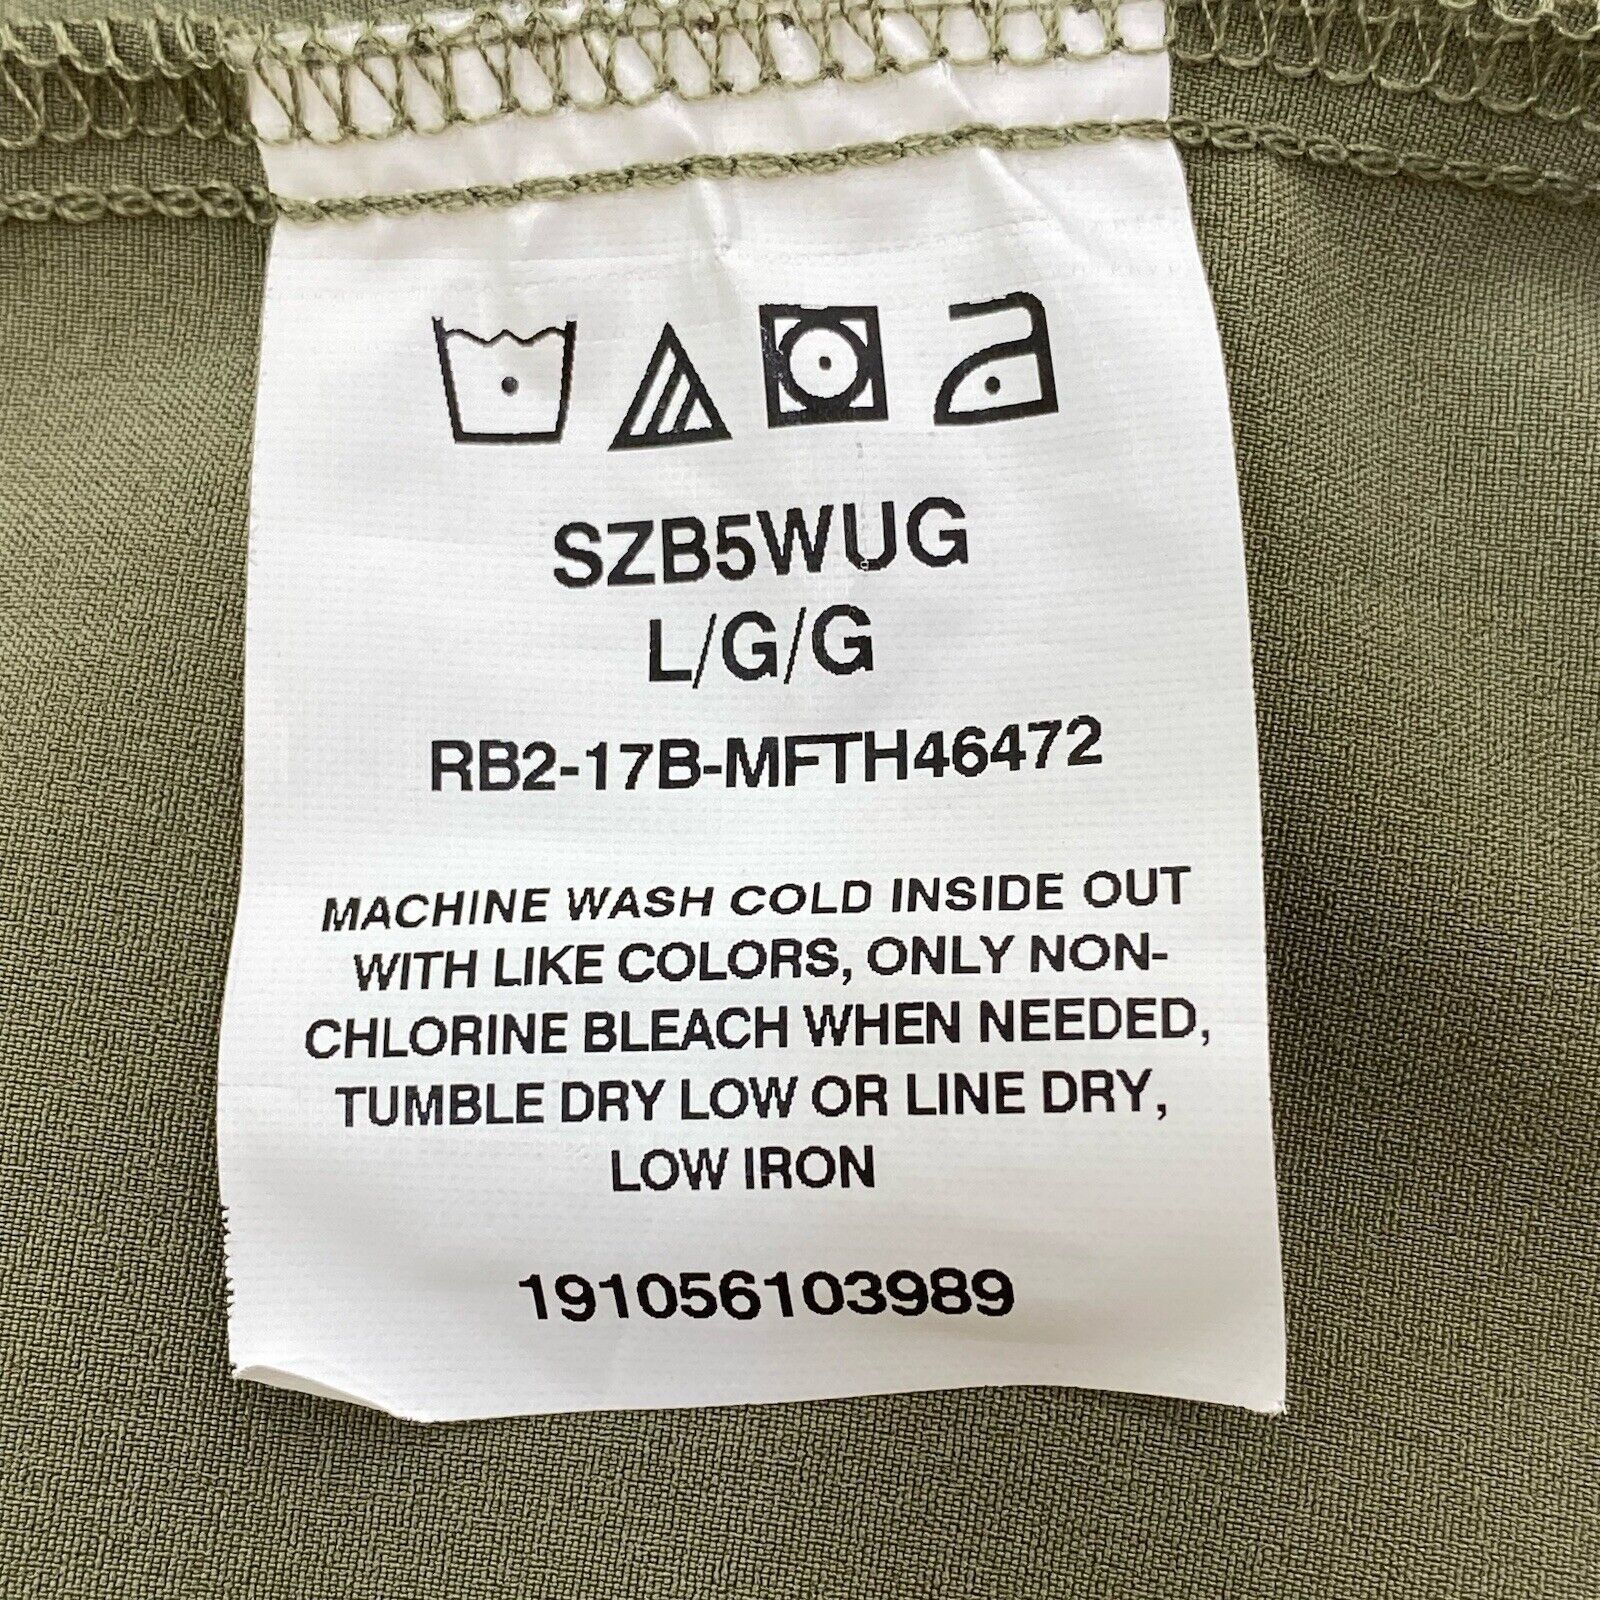 SZB5WUG
L/G/G
RB2-17B-MFTH46472
MACHINE WASH COLD INSIDE OUT
WITH LIKE COLORS, ONLY NON-
CHLORINE BLEACH WHEN NEEDED,
TUMBLE DRY LOW OR LINE DRY,
LOW IRON
191056103989